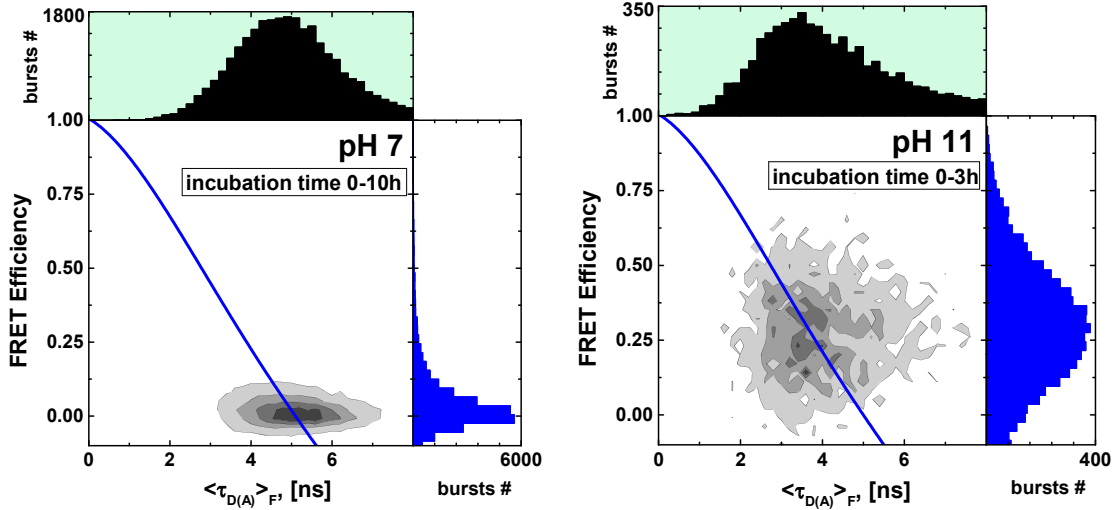 1800
bursts #
1.00
0.75
0.50
0.25
0.00
FRET Efficiency
pH 7
incubation time 0-10h
0
2
4
6
6000
<τD(A)>F, [ns]
bursts #
350
bursts #
1.00
0.75
0.50
0.25
0.00
FRET Efficiency
pH 11
incubation time 0-3h
0
2
4
6
400
<τD(A)>F, [ns]
bursts #